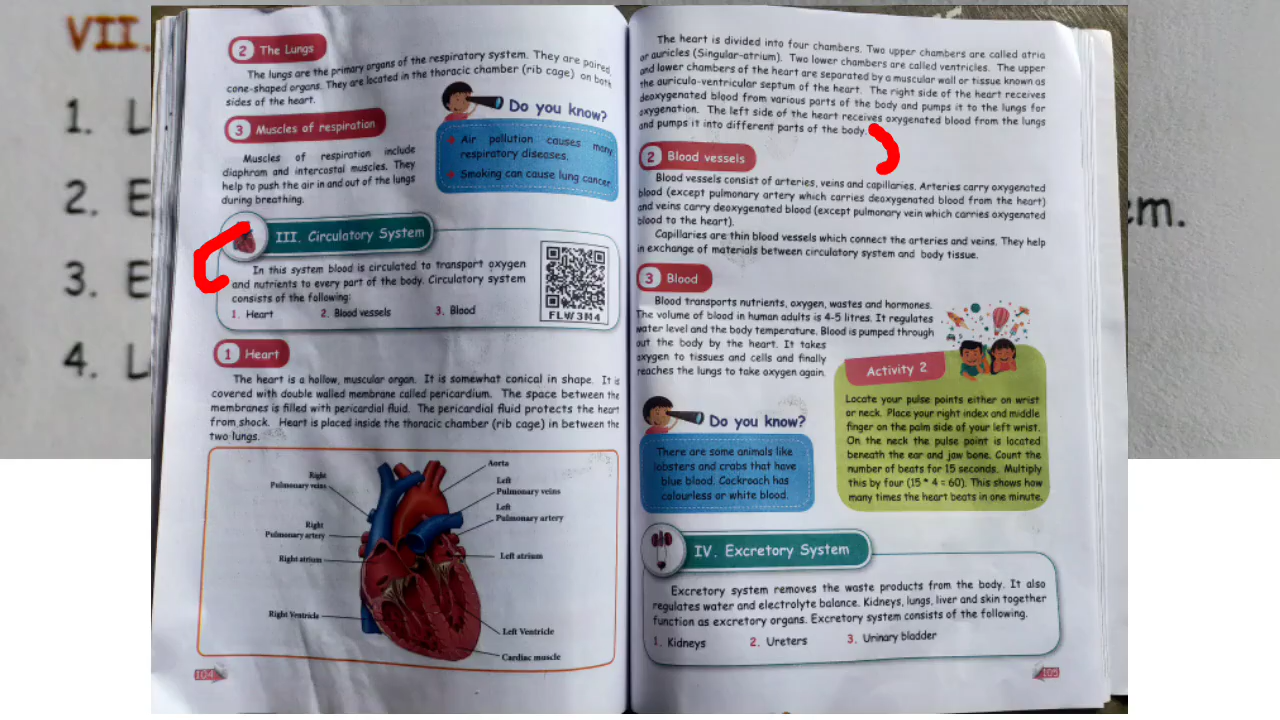 VII.
1. L
2. E
3. E
4. L
em.
2 The Lungs
The lungs are the primary organs of the respiratory system. They are paired,
cone-shaped organs. They are located in the thoracic chamber (rib cage) on both
sides of the heart.
3 Muscles of respiration
Muscles of respiration include
diaphram and intercostal muscles. They
help to push the air in and out of the lungs
during breathing.
Do you know?
Air pollution causes many
respiratory diseases.
Smoking can cause lung cancer
III. Circulatory System
In this system blood is circulated to transport oxygen
and nutrients to every part of the body. Circulatory system
consists of the following:
1. Heart 2. Blood vessels 3. Blood
FLW3M4
1 Heart
The heart is a hollow, muscular organ. It is somewhat conical in shape. It is
covered with double walled membrane called pericardium. The space between the
membranes is filled with pericardial fluid. The pericardial fluid protects the heart
from shock. Heart is placed inside the thoracic chamber (rib cage) in between the
two lungs.
Right
Pulmonary veins
Right
Pulmonary artery
Right atrium
Right Ventricle
Aorta
Left
Pulmonary veins
Left
Pulmonary artery
Left atrium
Left Ventricle
Cardiac muscle
104
The heart is divided into four chambers. Two upper chambers are called atria
or auricles (Singular-atrium). Two lower chambers are called ventricles. The upper
and lower chambers of the heart are separated by a muscular wall or tissue known as
the auriculo-ventricular septum of the heart. The right side of the heart receives
deoxygenated blood from various parts of the body and pumps it to the lungs for
oxygenation. The left side of the heart receives oxygenated blood from the lungs
and pumps it into different parts of the body.
2 Blood vessels
Blood vessels consist of arteries, veins and capillaries. Arteries carry oxygenated
blood (except pulmonary artery which carries deoxygenated blood from the heart)
and veins carry deoxygenated blood (except pulmonary vein which carries oxygenated
blood to the heart).
Capillaries are thin blood vessels which connect the arteries and veins. They help
in exchange of materials between circulatory system and body tissue.
3 Blood
Blood transports nutrients, oxygen, wastes and hormones.
The volume of blood in human adults is 4-5 litres. It regulates
water level and the body temperature. Blood is pumped through
out the body by the heart. It takes
oxygen to tissues and cells and finally
reaches the lungs to take oxygen again.
Do you know?
There are some animals like
lobsters and crabs that have
blue blood. Cockroach has
colourless or white blood.
Activity 2
Locate your pulse points either on wrist
or neck. Place your right index and middle
finger on the palm side of your left wrist.
On the neck the pulse point is located
beneath the ear and jaw bone. Count the
number of beats for 15 seconds. Multiply
this by four (15 * 4 = 60). This shows how
many times the heart beats in one minute.
IV. Excretory System
Excretory system removes the waste products from the body. It also
regulates water and electrolyte balance. Kidneys, lungs, liver and skin together
function as excretory organs. Excretory system consists of the following.
1. Kidneys 2. Ureters 3. Urinary bladder
105